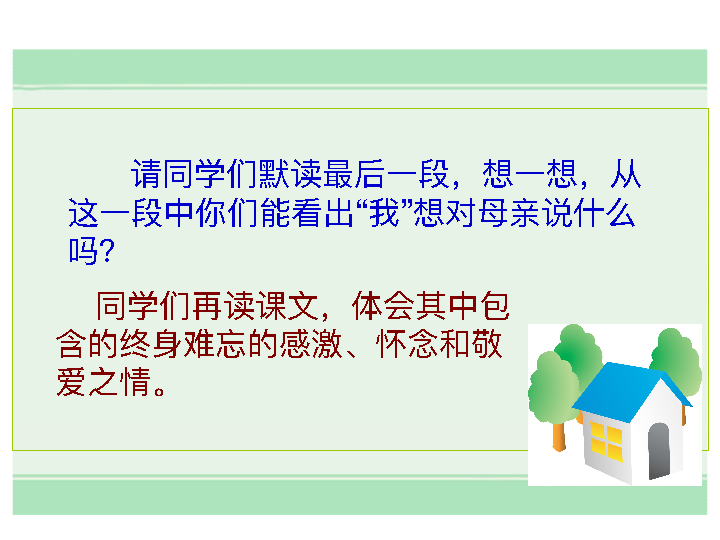 请同学们默读最后一段，想一想，从
这一段中你们能看出“我”想对母亲说什么
吗？
同学们再读课文，体会其中包
含的终身难忘的感激、怀念和敬
爱之情。